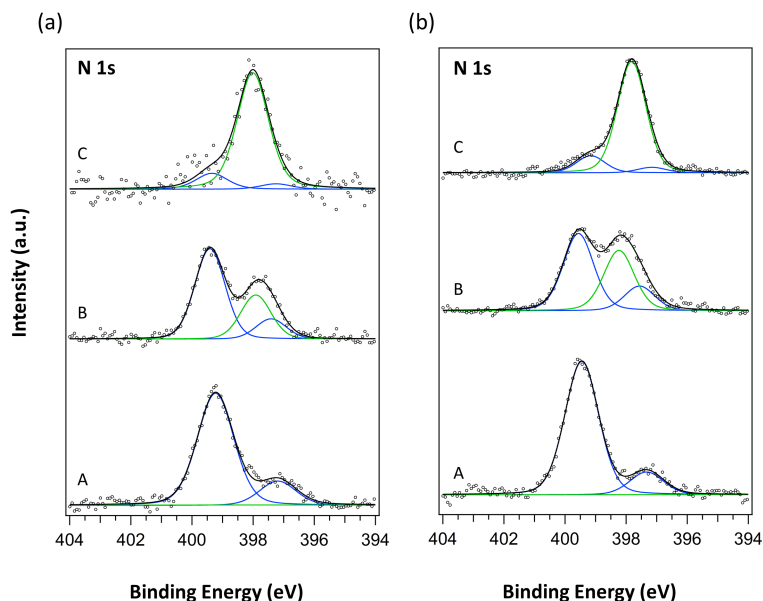 (a)
(b)
N 1s
N 1s
C
C
B
B
A
A
Intensity (a.u.)
404 402 400 398 396 394
404 402 400 398 396 394
Binding Energy (eV)
Binding Energy (eV)